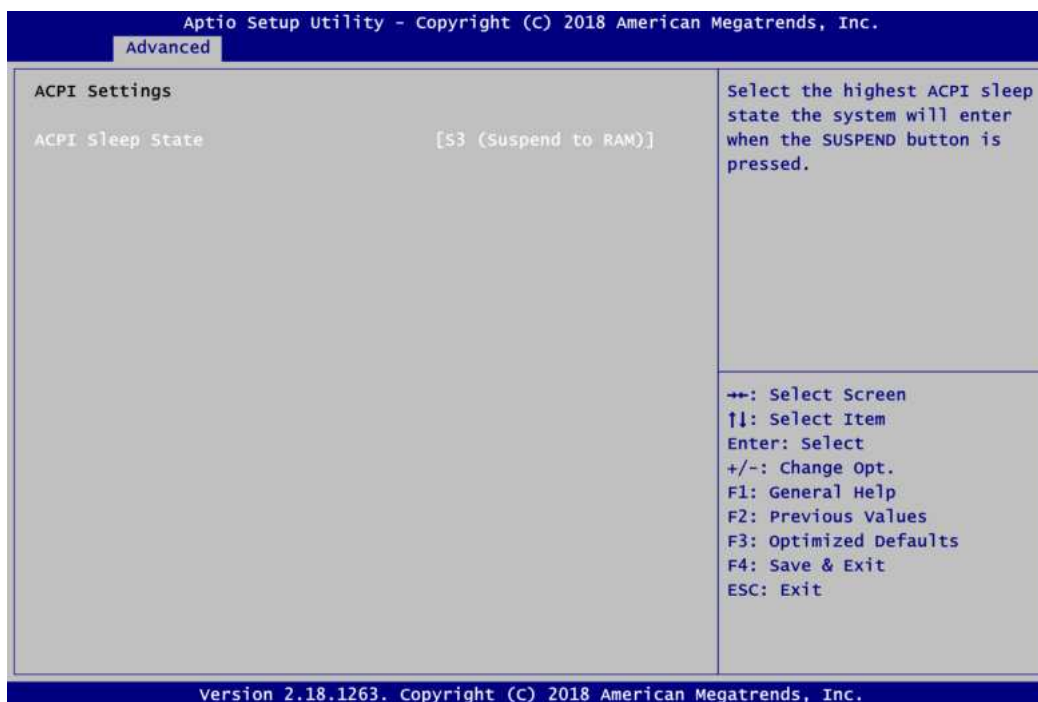 Aptio Setup Utility - Copyright (C) 2018 American Megatrends, Inc.
Advanced
ACPI Settings
ACPI Sleep State [S3 (Suspend to RAM)]
Select the highest ACPI sleep
state the system will enter
when the SUSPEND button is
pressed.
→←: Select Screen
↑↓: Select Item
Enter: Select
+/-: Change Opt.
F1: General Help
F2: Previous Values
F3: Optimized Defaults
F4: Save & Exit
ESC: Exit
Version 2.18.1263. Copyright (C) 2018 American Megatrends, Inc.